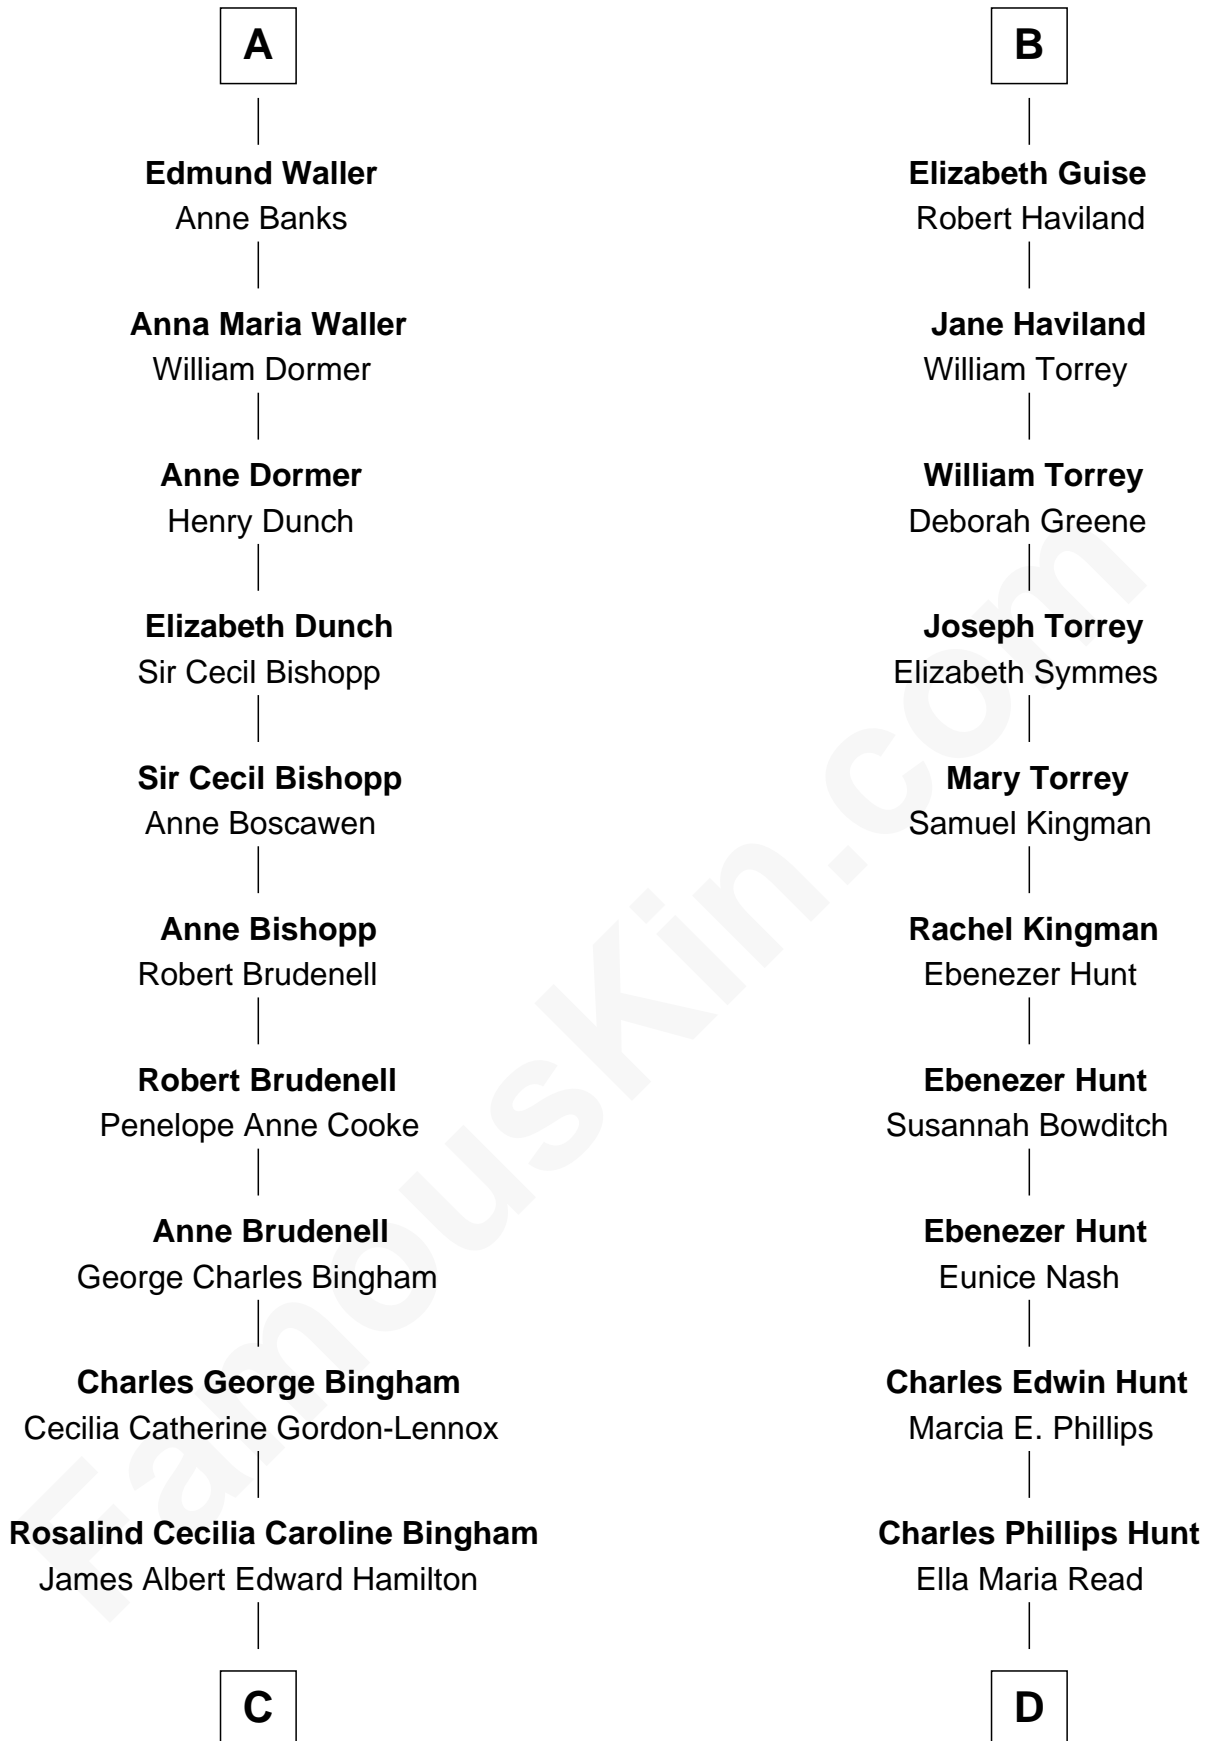 A
Edmund Waller
Anne Banks
Anna Maria Waller
William Dormer
Anne Dormer
Henry Dunch
Elizabeth Dunch
Sir Cecil Bishopp
Sir Cecil Bishopp
Anne Boscawen
Anne Bishopp
Robert Brudenell
Robert Brudenell
Penelope Anne Cooke
Anne Brudenell
George Charles Bingham
Charles George Bingham
Cecilia Catherine Gordon-Lennox
Rosalind Cecilia Caroline Bingham
James Albert Edward Hamilton
C
B
Elizabeth Guise
Robert Haviland
Jane Haviland
William Torrey
William Torrey
Deborah Greene
Joseph Torrey
Elizabeth Symmes
Mary Torrey
Samuel Kingman
Rachel Kingman
Ebenezer Hunt
Ebenezer Hunt
Susannah Bowditch
Ebenezer Hunt
Eunice Nash
Charles Edwin Hunt
Marcia E. Phillips
Charles Phillips Hunt
Ella Maria Read
D
FamousKin.com